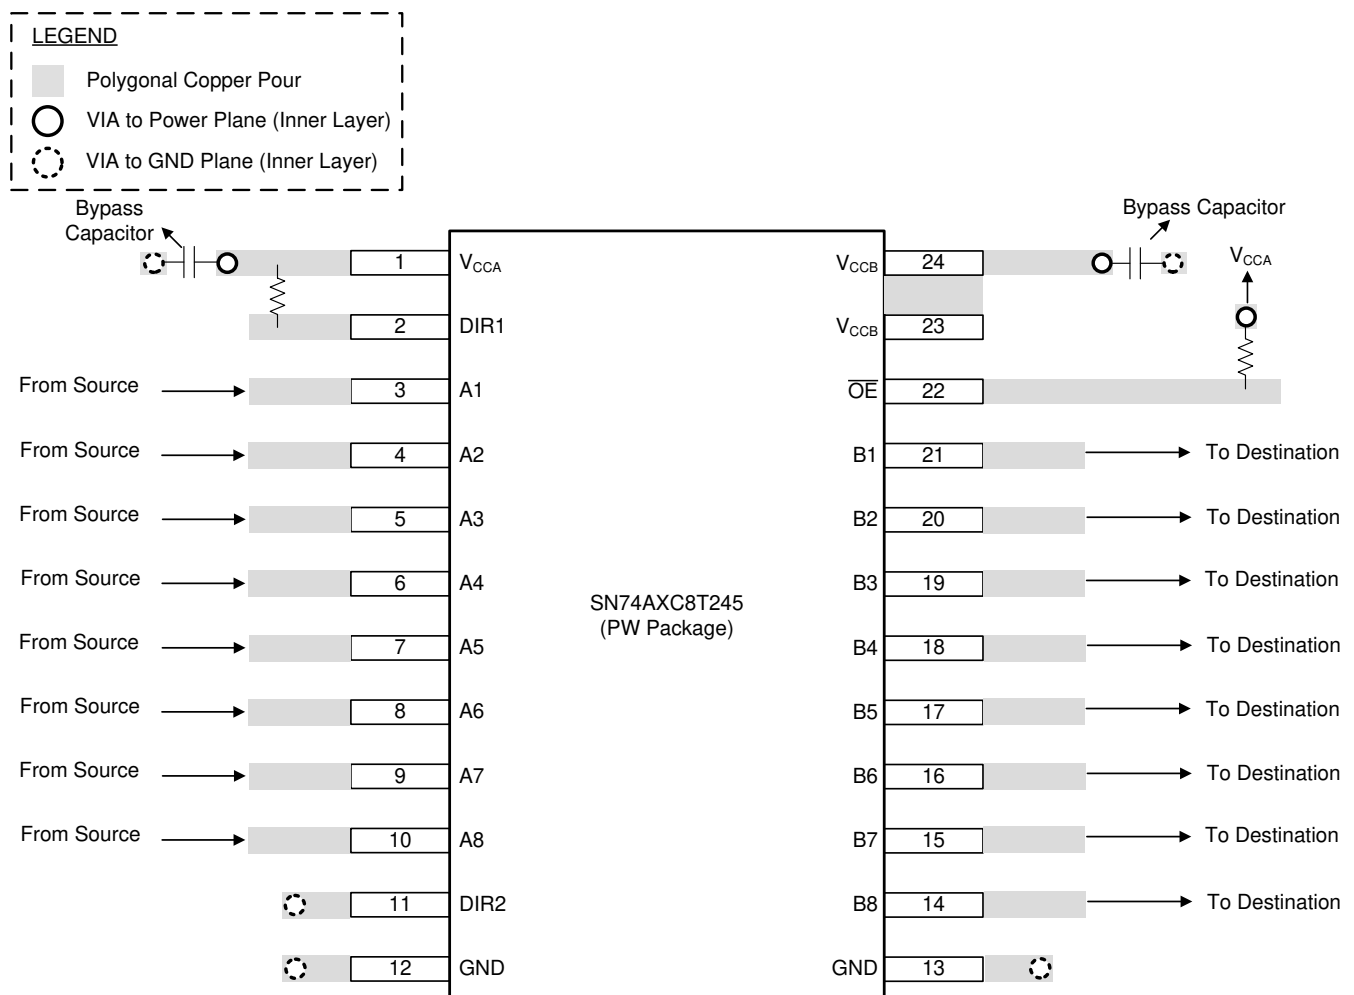 LEGEND
Polygonal Copper Pour
VIA to Power Plane (Inner Layer)
VIA to GND Plane (Inner Layer)
Bypass
Capacitor
Bypass Capacitor
VCCA
1 VCCA
VCCB 24
2 DIR1
VCCB 23
From Source 3 A1
OE 22
From Source 4 A2
B1 21 To Destination
From Source 5 A3
B2 20 To Destination
From Source 6 A4
B3 19 To Destination
SN74AXC8T245
(PW Package)
From Source 7 A5
B4 18 To Destination
From Source 8 A6
B5 17 To Destination
From Source 9 A7
B6 16 To Destination
From Source 10 A8
B7 15 To Destination
11 DIR2
B8 14 To Destination
12 GND
GND 13